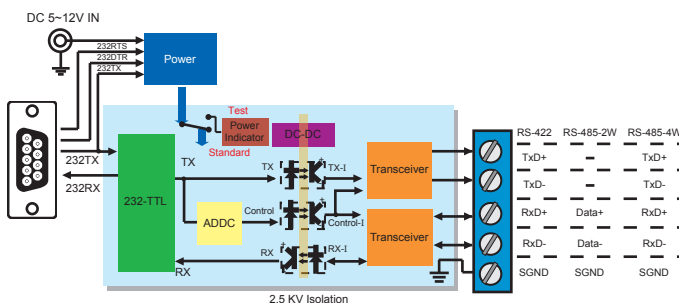 DC 5~12V IN
232RTS
232DTR
232TX
Power
Test
Power
Indicator
DC-DC
Standard
RS-422 RS-485-2W RS-485-4W
232TX
232RX
232-TTL
TX
TX
TX-I
Transceiver
TxD+ – TxD+
TxD- – TxD-
ADDC
Control
Control-I
Transceiver
RxD+ Data+ RxD+
RX
RX
RX-I
RxD- Data- RxD-
SGND SGND SGND
2.5 KV Isolation